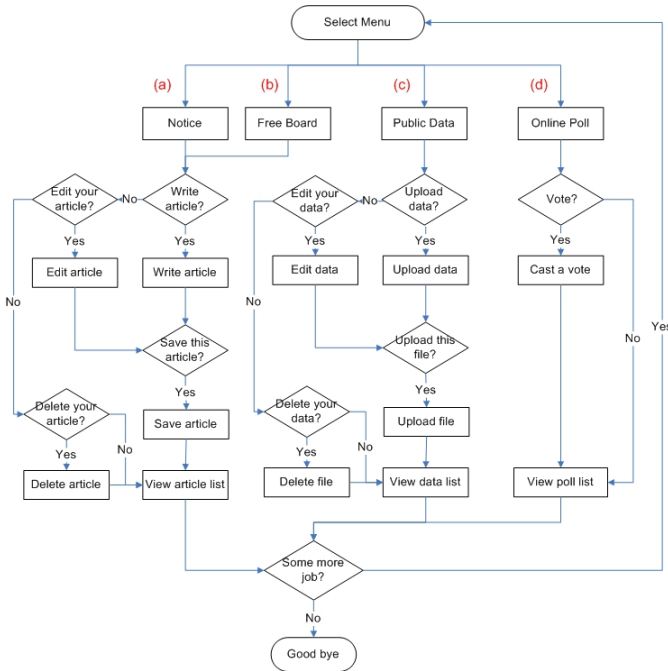 Select Menu
(a)
(b)
(c)
(d)
Notice
Free Board
Public Data
Online Poll
Edit your
article?
No
Write
article?
Edit your
data?
No
Upload
data?
Vote?
Yes
Yes
Yes
Yes
Yes
Edit article
Write article
Edit data
Upload data
Cast a vote
No
No
No
Yes
Save this
article?
Upload this
file?
Yes
Yes
Delete your
article?
Save article
Delete your
data?
Upload file
Yes
No
Yes
No
Delete article
View article list
Delete file
View data list
View poll list
Some more
job?
No
Good bye